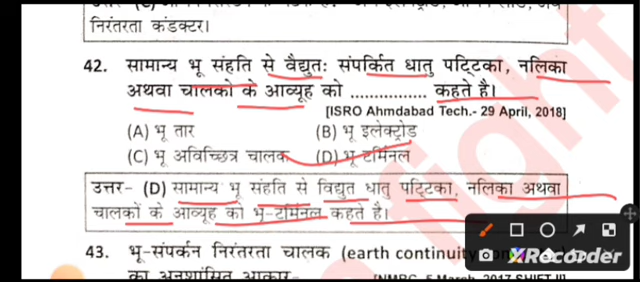 निरंतरता कंडक्टर।
42. सामान्य भू संहति से वैद्युतः संपर्कित धातु पट्टिका, नलिका
अथवा चालको के आव्यूह को ................ कहते है।
[ISRO Ahmdabad Tech.- 29 April, 2018]
(A) भू तार (B) भू इलेक्ट्रोड
(C) भू अविच्छित्र चालक (D) भू टर्मिनल
उत्तर- (D) सामान्य भू संहति से विद्युत धातु पट्टिका, नलिका अथवा
चालकों के आव्यूह को भू-टर्मिनल कहते है।
43. भू-संपर्कन निरंतरता चालक (earth continuity
का अनुशंसित आकार-
XRecorder